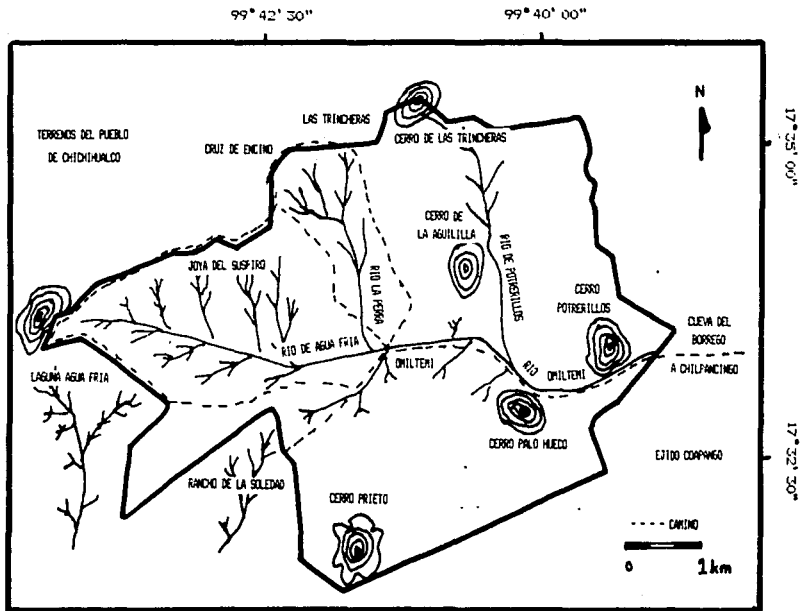 99° 42' 30"
99° 40' 00"
N
17° 35' 00"
TERRENOS DEL PUEBLO
DE CHICHIHUALCO
LAS TRINCHERAS
CRUZ DE ENCINO
CERRO DE LAS TRINCHERAS
CERRO DE
LA AGUILILLA
RIO DE POTRERILLOS
JOYA DEL SUSPIRO
RIO LA PERRA
CERRO
POTRERILLOS
CUEVA DEL
BORREGO
A CHILPANCINGO
RIO DE AGUA FRIA
OMILTEMI
RIO
OMILTEMI
LAGUNA AGUA FRIA
CERRO PALO HUECO
EJIDO COAPANGO
17° 32' 30"
RANCHO DE LA SOLEDAD
CERRO PRIETO
CAMINO
0 1km